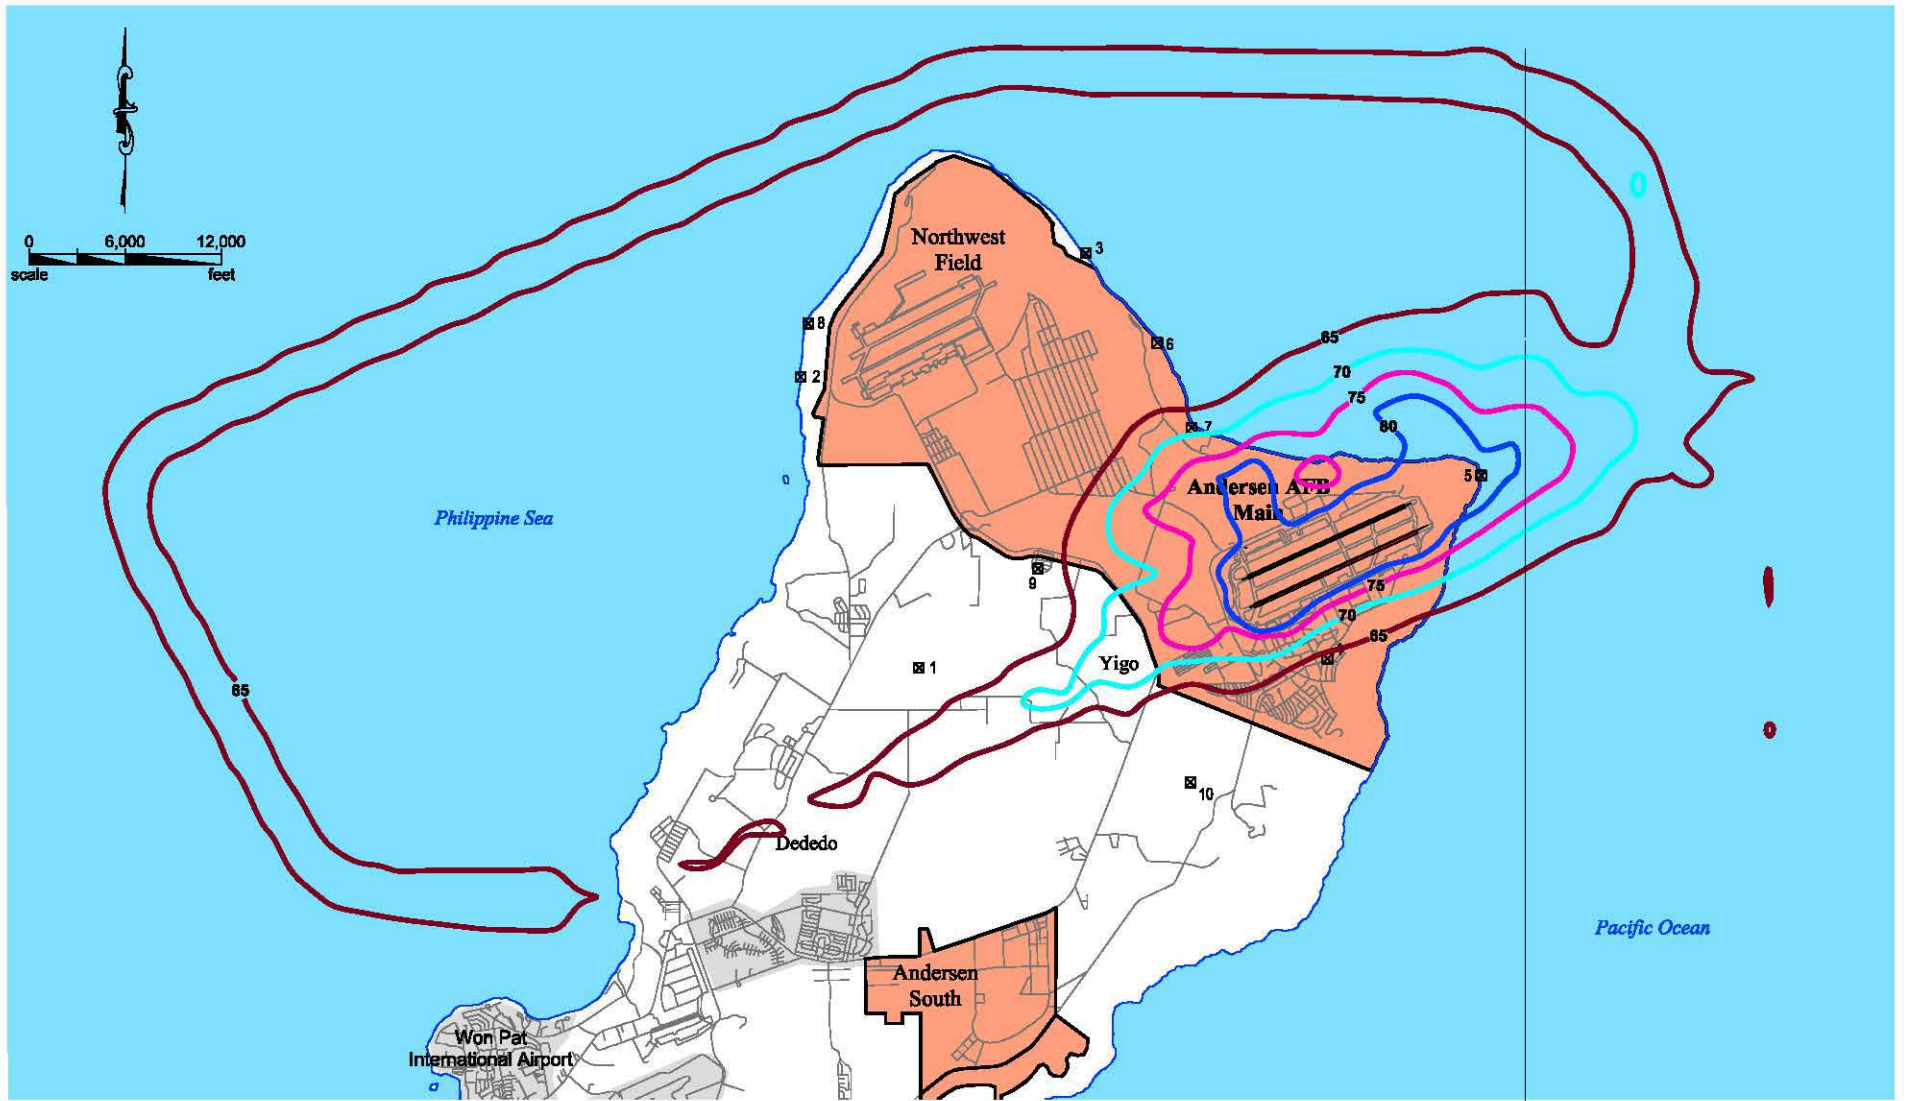 0 6,000 12,000
scale feet
Northwest
Field
3
8
6
2
65
70
75
80
7
5
Andersen AFB
Main
Philippine Sea
9
75
70
65
1
Yigo
4
65
10
Dededo
Pacific Ocean
Andersen
South
Won Pat
International Airport